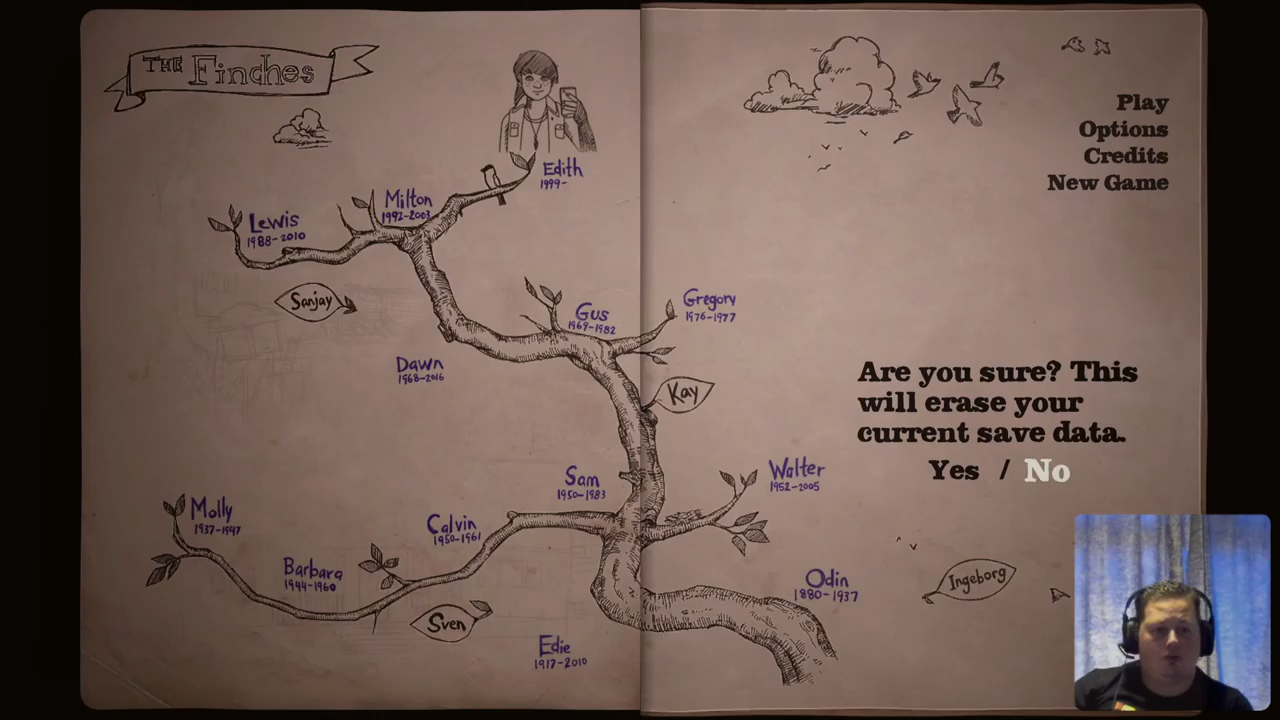 THE Finches
Edith
1999-
Milton
1992-2003
Lewis
1988-2010
Sanjay
Gus
1969-1982
Gregory
1976-1977
Dawn
1968-2016
Kay
Sam
1950-1983
Walter
1952-2005
Molly
1937-1947
Calvin
1950-1961
Barbara
1944-1960
Sven
Edie
1917-2010
Odin
1880-1937
Ingeborg
Play
Options
Credits
New Game
Are you sure? This
will erase your
current save data.
Yes / No